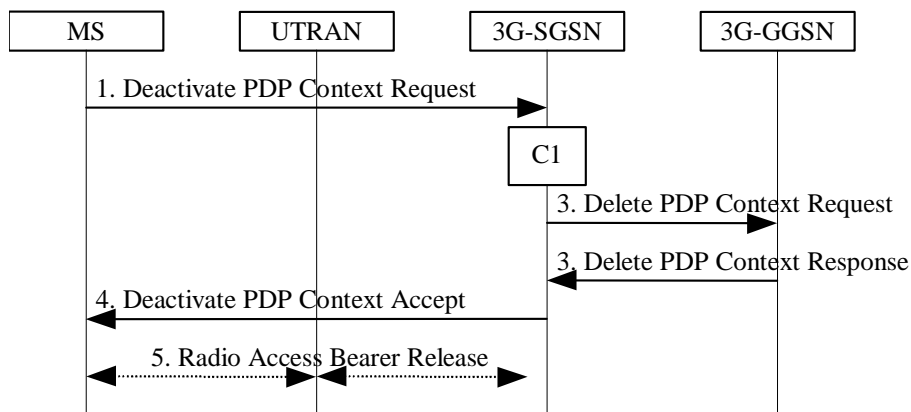 MS UTRAN 3G-SGSN 3G-GGSN
1. Deactivate PDP Context Request
C1
3. Delete PDP Context Request
3. Delete PDP Context Response
4. Deactivate PDP Context Accept
5. Radio Access Bearer Release